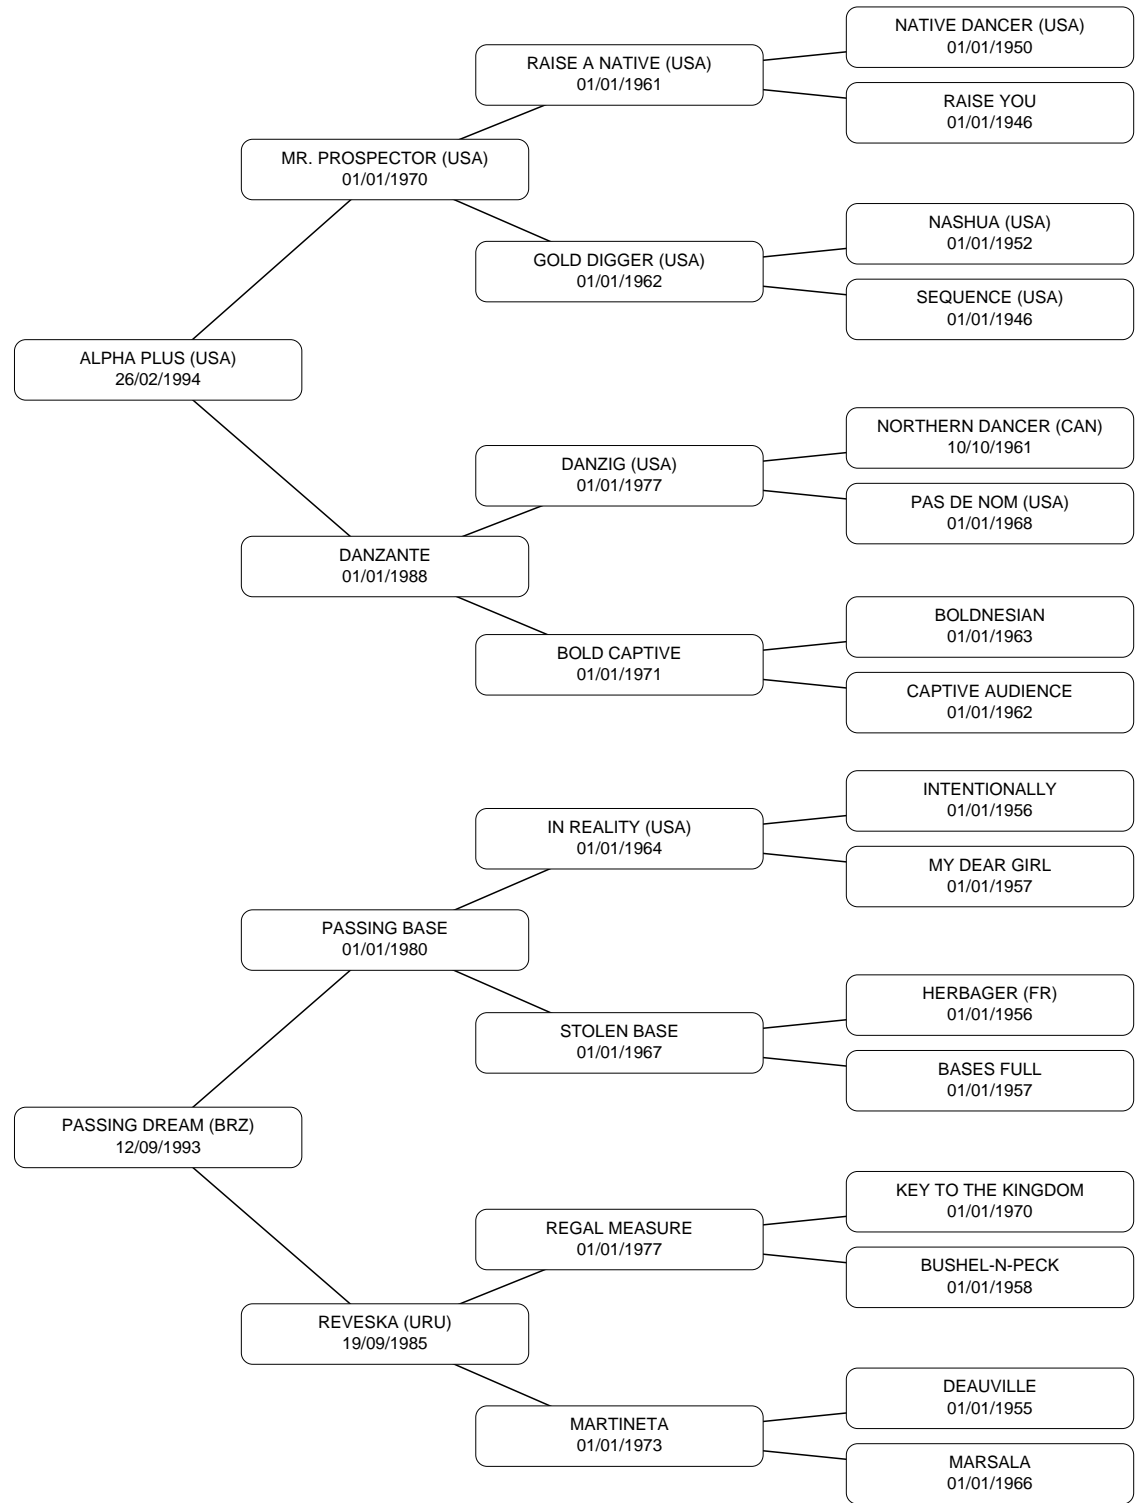 NATIVE DANCER (USA)
01/01/1950
RAISE A NATIVE (USA)
01/01/1961
RAISE YOU
01/01/1946
MR. PROSPECTOR (USA)
01/01/1970
NASHUA (USA)
01/01/1952
GOLD DIGGER (USA)
01/01/1962
SEQUENCE (USA)
01/01/1946
ALPHA PLUS (USA)
26/02/1994
NORTHERN DANCER (CAN)
10/10/1961
DANZIG (USA)
01/01/1977
PAS DE NOM (USA)
01/01/1968
DANZANTE
01/01/1988
BOLDNESIAN
01/01/1963
BOLD CAPTIVE
01/01/1971
CAPTIVE AUDIENCE
01/01/1962
INTENTIONALLY
01/01/1956
IN REALITY (USA)
01/01/1964
MY DEAR GIRL
01/01/1957
PASSING BASE
01/01/1980
HERBAGER (FR)
01/01/1956
STOLEN BASE
01/01/1967
BASES FULL
01/01/1957
PASSING DREAM (BRZ)
12/09/1993
KEY TO THE KINGDOM
01/01/1970
REGAL MEASURE
01/01/1977
BUSHEL-N-PECK
01/01/1958
REVESKA (URU)
19/09/1985
DEAUVILLE
01/01/1955
MARTINETA
01/01/1973
MARSALA
01/01/1966